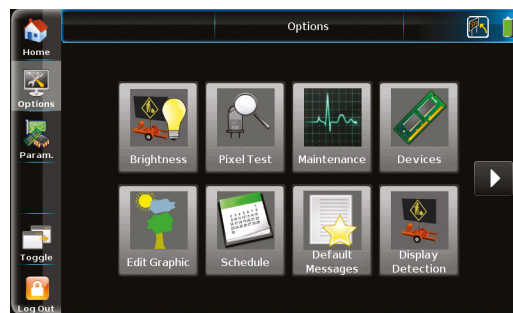 Options
Home
Options
Param.
Toggle
Log Out
Brightness
Pixel Test
Maintenance
Devices
Edit Graphic
Schedule
Default
Messages
Display
Detection